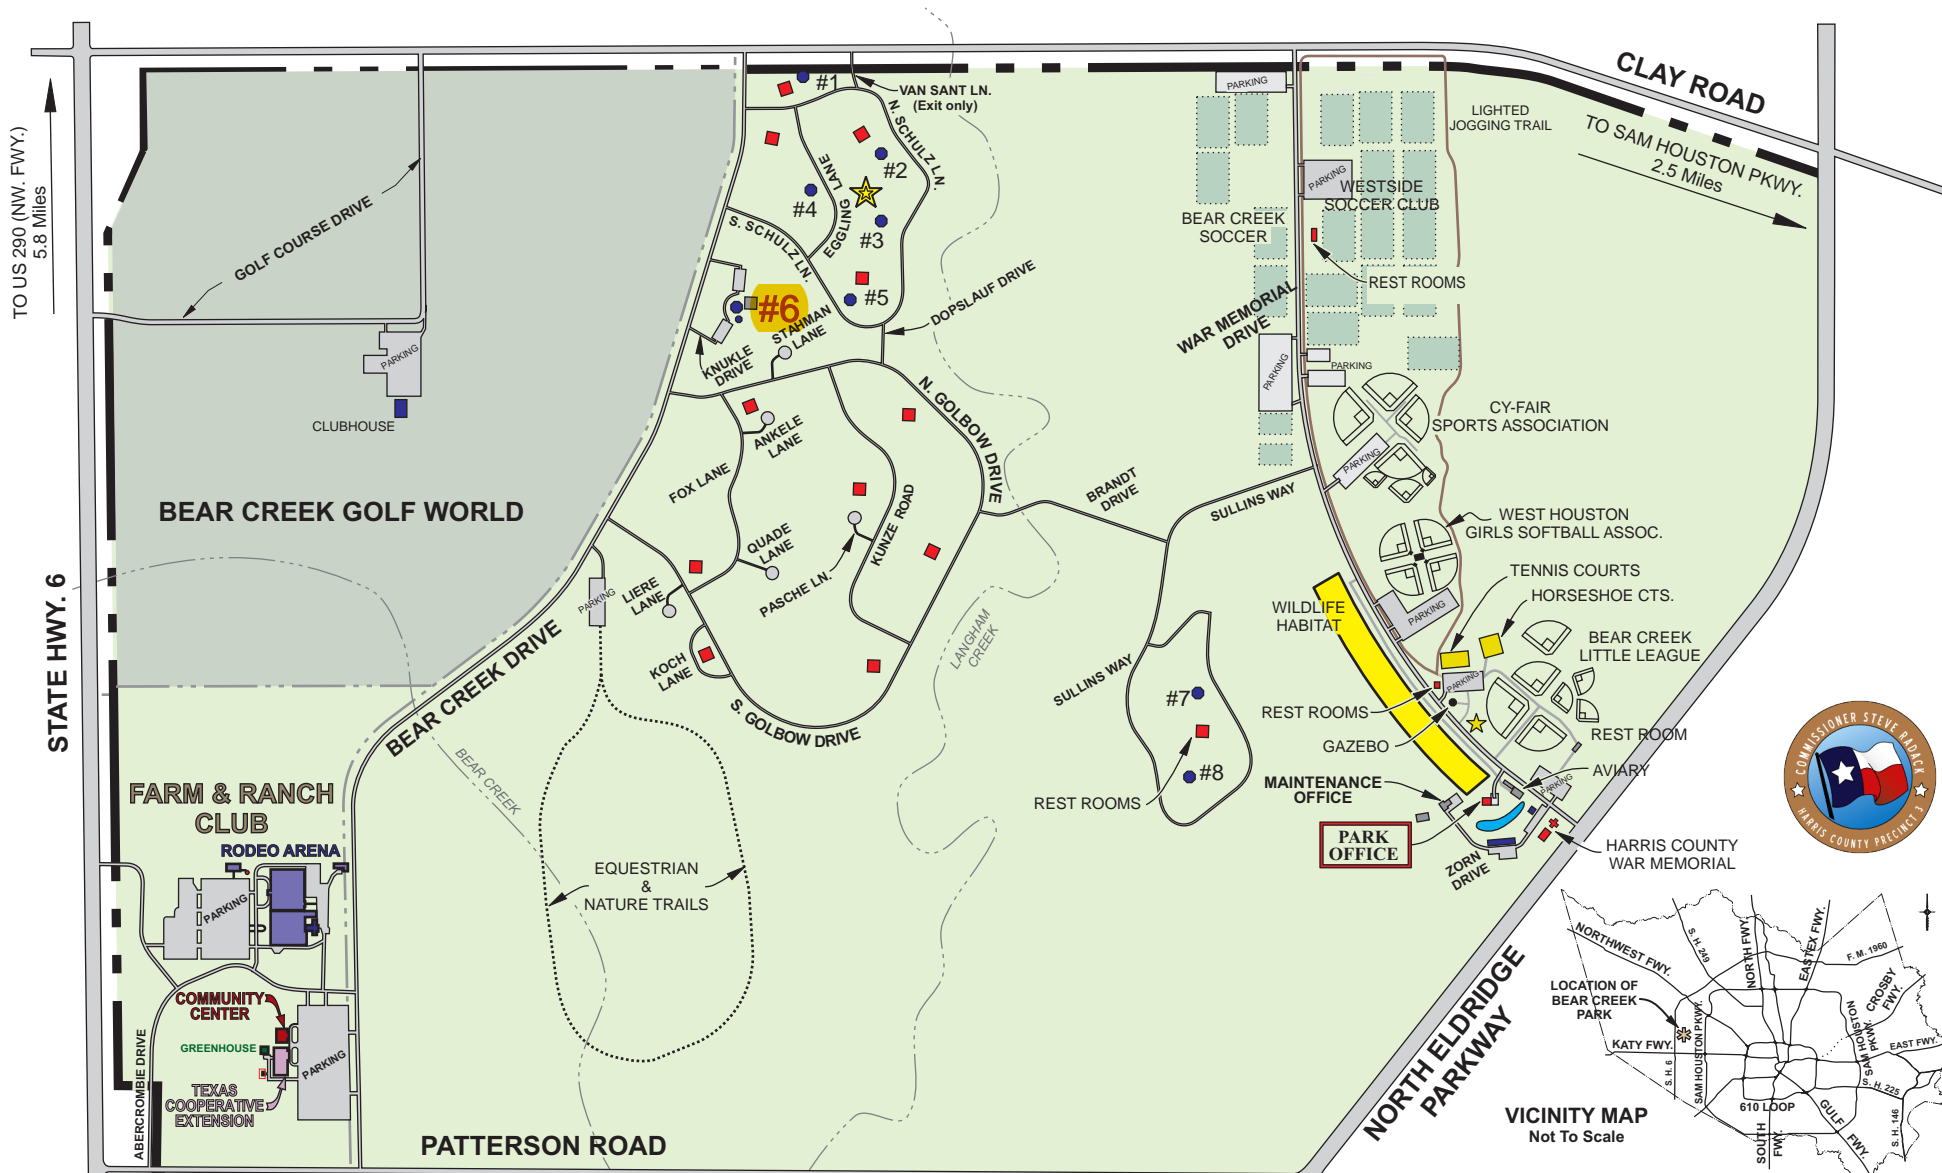 CLAY ROAD
TO SAM HOUSTON PKWY.
2.5 Miles
TO US 290 (NW. FWY.)
5.8 Miles
GOLF COURSE DRIVE
PARKING
CLUBHOUSE
BEAR CREEK GOLF WORLD
STATE HWY. 6
#1
VAN SANT LN.
(Exit only)
N. SCHULZ LN.
#2
EGGLING LANE
#4
#3
S. SCHULZ LN.
#5
#6
DOPSLAUF DRIVE
STAHMAN
LANE
KNUKLE
DRIVE
N. GOLBOW DRIVE
ANKELE
LANE
FOX LANE
KUNZE ROAD
QUADE
LANE
PASCHE LN.
LIERE
LANE
KOCH
LANE
S. GOLBOW DRIVE
PARKING
BEAR CREEK DRIVE
BEAR CREEK
LANGHAM
CREEK
BRANDT
DRIVE
SULLINS WAY
SULLINS WAY
#7
#8
REST ROOMS
EQUESTRIAN
&
NATURE TRAILS
PARKING
LIGHTED
JOGGING TRAIL
PARKING
WESTSIDE
SOCCER CLUB
BEAR CREEK
SOCCER
REST ROOMS
WAR MEMORIAL
DRIVE
PARKING
PARKING
CY-FAIR
SPORTS ASSOCIATION
PARKING
WEST HOUSTON
GIRLS SOFTBALL ASSOC.
TENNIS COURTS
HORSESHOE CTS.
PARKING
WILDLIFE
HABITAT
BEAR CREEK
LITTLE LEAGUE
PARKING
REST ROOMS
GAZEBO
REST ROOM
AVIARY
PARKING
MAINTENANCE
OFFICE
PARK
OFFICE
ZORN
DRIVE
HARRIS COUNTY
WAR MEMORIAL
COMMISSIONER STEVE RADACK
HARRIS COUNTY PRECINCT 3
FARM & RANCH
CLUB
RODEO ARENA
PARKING
COMMUNITY
CENTER
GREENHOUSE
PARKING
TEXAS
COOPERATIVE
EXTENSION
ABERCROMBIE DRIVE
PATTERSON ROAD
NORTH ELDRIDGE
PARKWAY
NORTHWEST FWY.
S. H. 249
NORTH FWY.
EASTEX FWY.
F. M. 1960
LOCATION OF
BEAR CREEK
PARK
CROSBY
FWY.
SAM HOUSTON PKWY.
SAM HOUSTON
PKWY.
KATY FWY.
EAST FWY.
S. H. 6
S. H. 225
610 LOOP
GULF FWY.
S. H. 146
SOUTH
FWY.
VICINITY MAP
Not To Scale